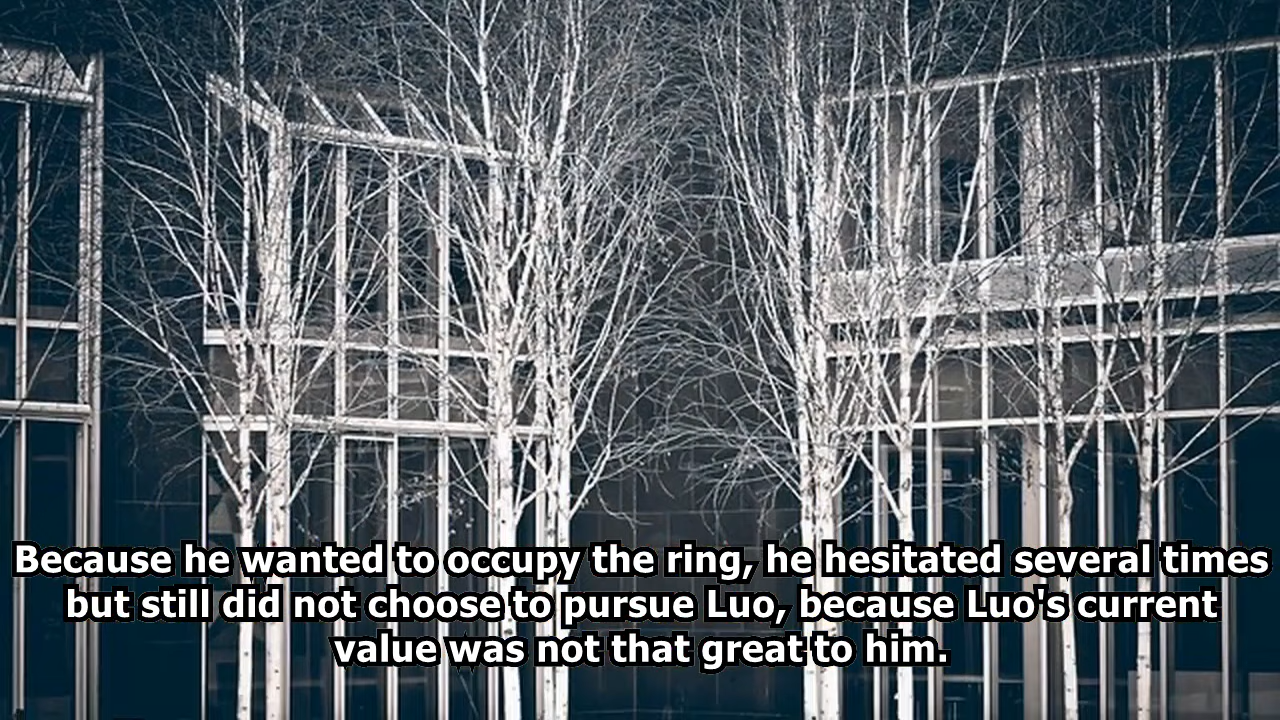 Because he wanted to occupy the ring, he hesitated several times
but still did not choose to pursue Luo, because Luo's current
value was not that great to him.